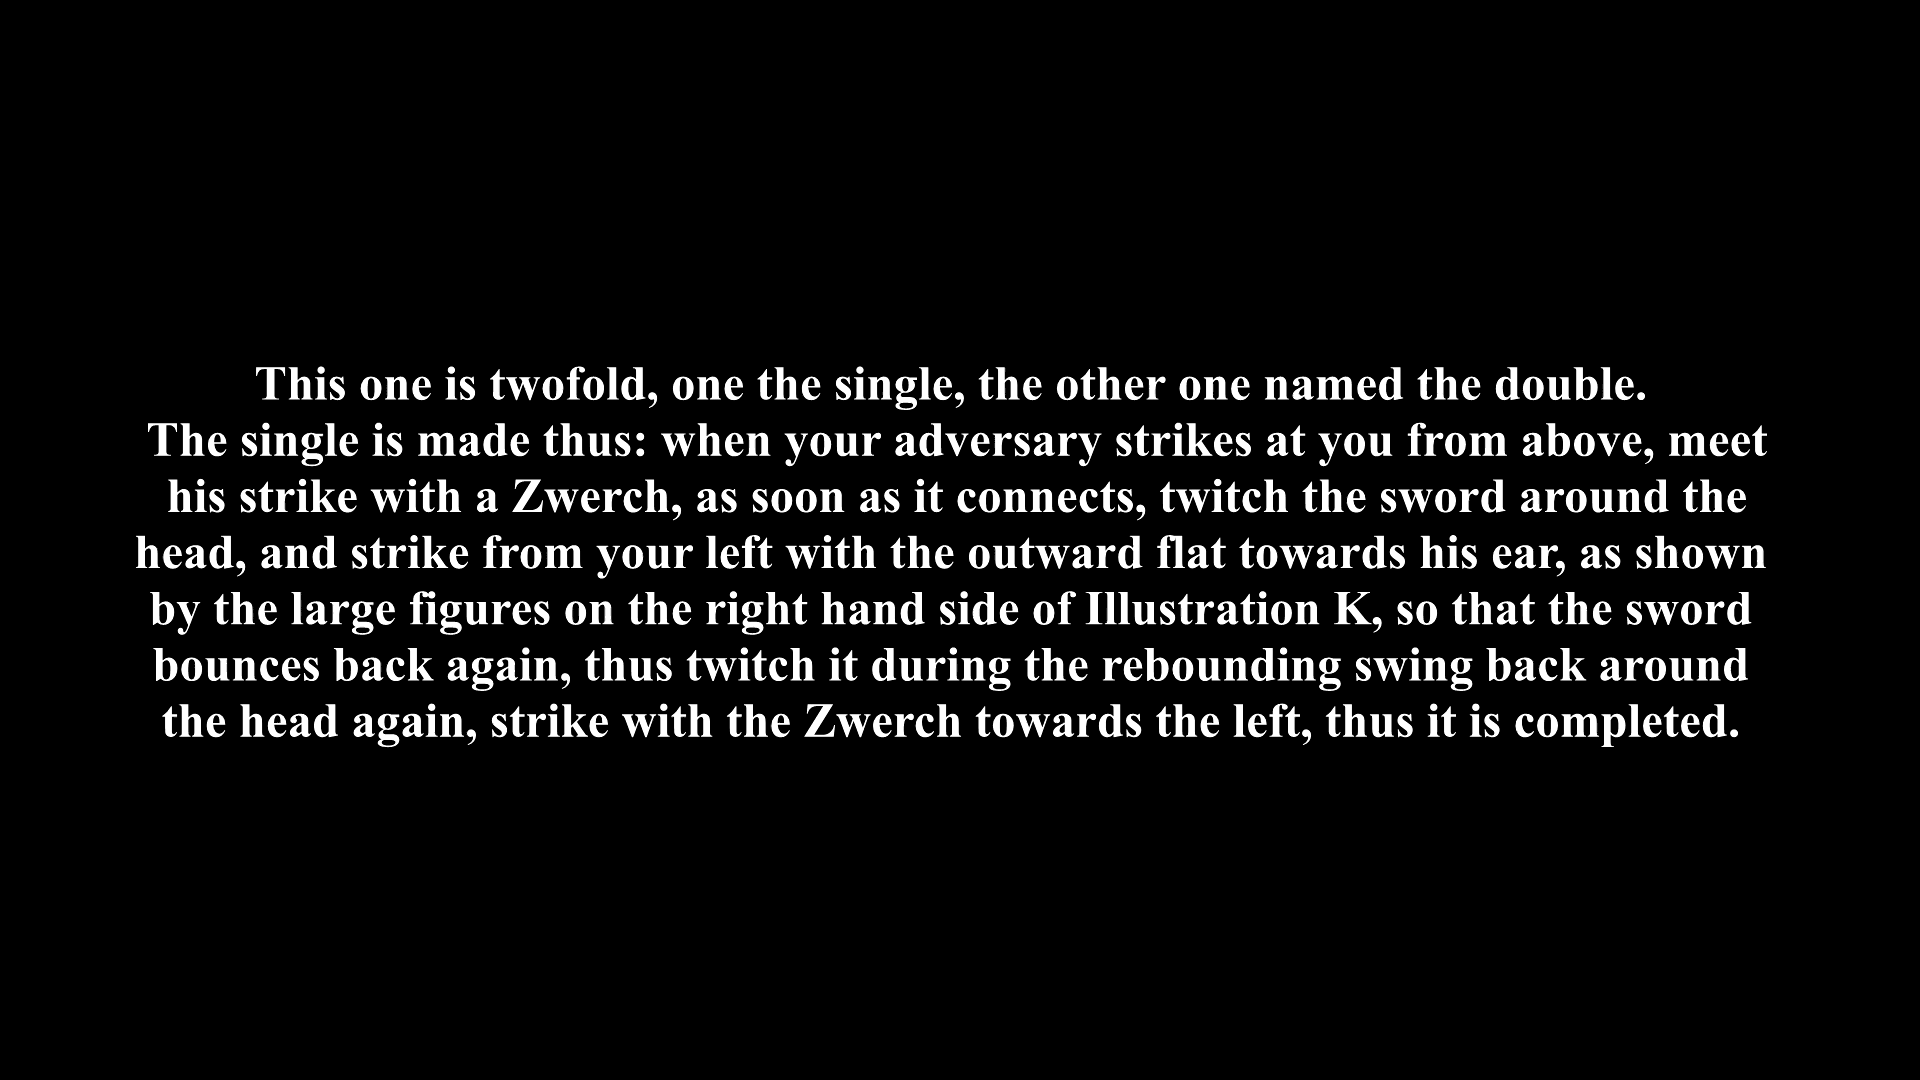 This one is twofold, one the single, the other one named the double.
The single is made thus: when your adversary strikes at you from above, meet
his strike with a Zwerch, as soon as it connects, twitch the sword around the
head, and strike from your left with the outward flat towards his ear, as shown
by the large figures on the right hand side of Illustration K, so that the sword
bounces back again, thus twitch it during the rebounding swing back around
the head again, strike with the Zwerch towards the left, thus it is completed.